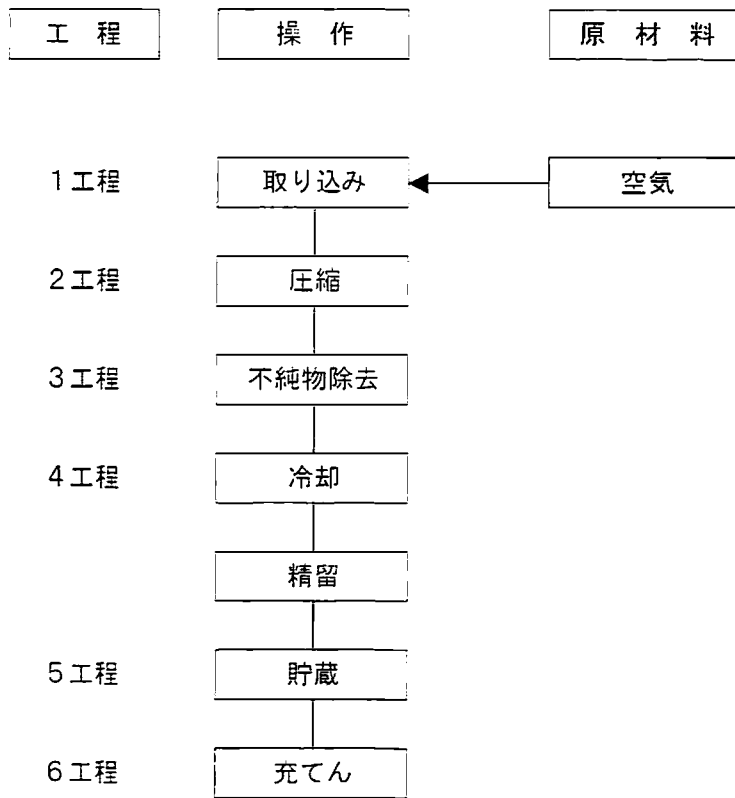 工程 操作 原材料
1工程 取り込み 空気
2工程 圧縮
3工程 不純物除去
4工程 冷却
精留
5工程 貯蔵
6工程 充てん